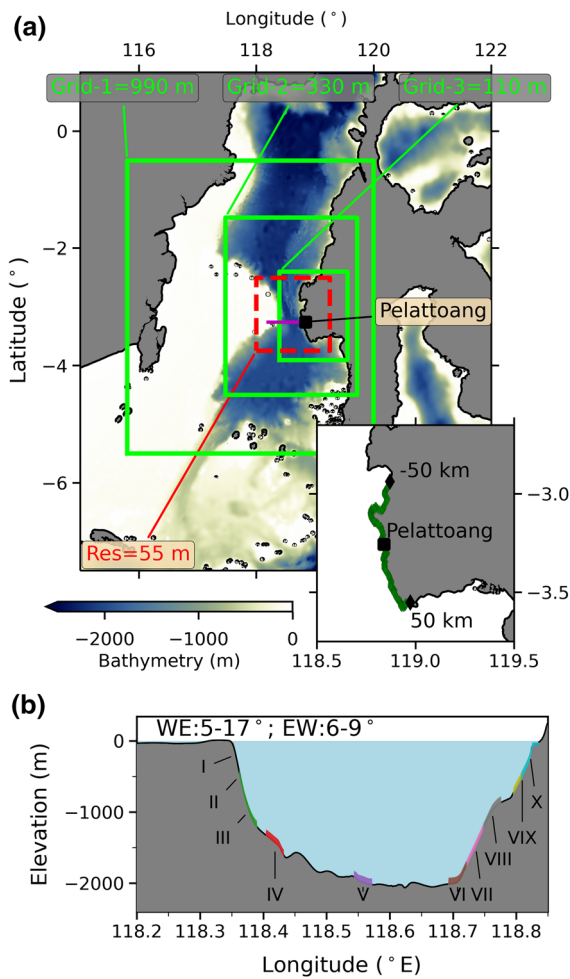 (a)
Longitude (°)
116 118 120 122
Grid-1=990 m Grid-2=330 m Grid-3=110 m
Latitude (°)
0
−2
−4
−6
Pelattoang
Res=55 m
-50 km
Pelattoang
50 km
−3.0
−3.5
118.5 119.0 119.5
−2000 −1000 0
Bathymetry (m)
(b)
WE:5-17°; EW:6-9°
Elevation (m)
0
−1000
−2000
I
II
III
IV
V
VI
VII
VIII
VIX
X
118.2 118.3 118.4 118.5 118.6 118.7 118.8
Longitude (°E)